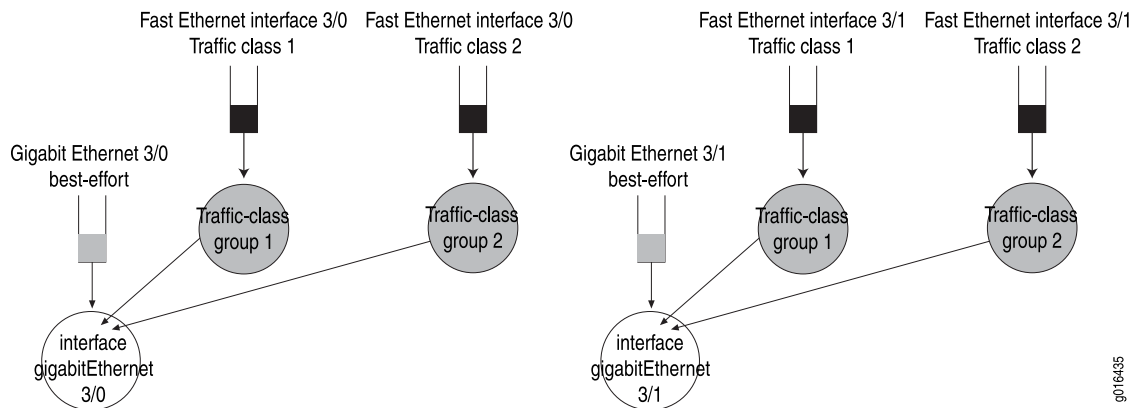 Fast Ethernet interface 3/0
Traffic class 1
Fast Ethernet interface 3/0
Traffic class 2
Gigabit Ethernet 3/0
best-effort
Traffic-class
group 1
Traffic-class
group 2
interface
gigabitEthernet
3/0
Fast Ethernet interface 3/1
Traffic class 1
Fast Ethernet interface 3/1
Traffic class 2
Gigabit Ethernet 3/1
best-effort
Traffic-class
group 1
Traffic-class
group 2
interface
gigabitEthernet
3/1
g016435